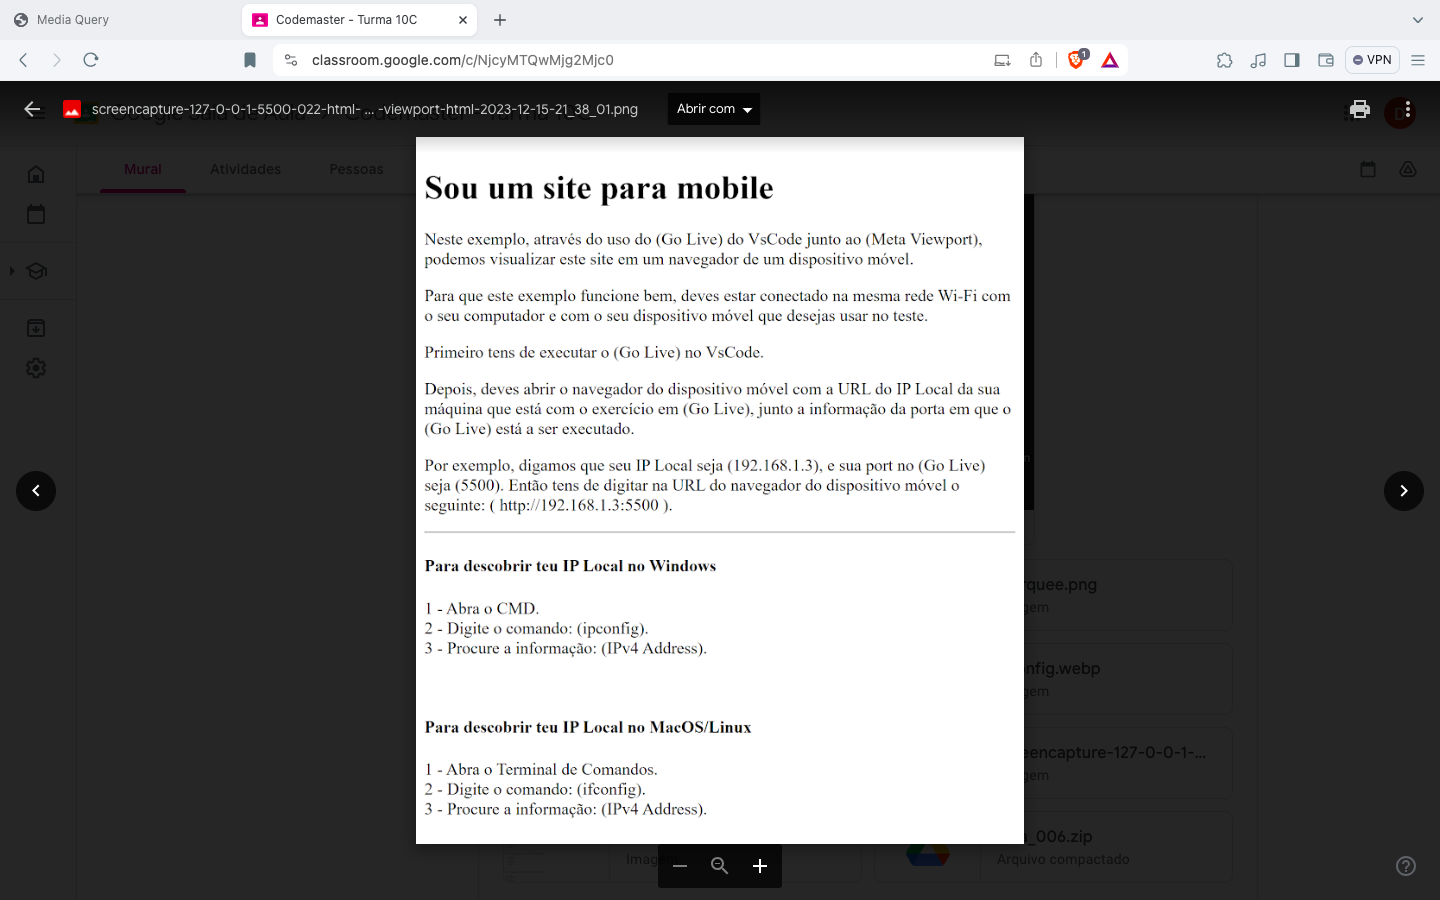 Media Query
Codemaster - Turma 10C
classroom.google.com/c/NjcyMTQwMjg2Mjc0
1
VPN
screencapture-127-0-0-1-5500-022-html- ... -viewport-html-2023-12-15-21_38_01.png
Abrir com
Mural
Atividades
Pessoas
Sou um site para mobile
Neste exemplo, através do uso do (Go Live) do VsCode junto ao (Meta Viewport),
podemos visualizar este site em um navegador de um dispositivo móvel.
Para que este exemplo funcione bem, deves estar conectado na mesma rede Wi-Fi com
o seu computador e com o seu dispositivo móvel que desejas usar no teste.
Primeiro tens de executar o (Go Live) no VsCode.
Depois, deves abrir o navegador do dispositivo móvel com a URL do IP Local da sua
máquina que está com o exercício em (Go Live), junto a informação da porta em que o
(Go Live) está a ser executado.
Por exemplo, digamos que seu IP Local seja (192.168.1.3), e sua port no (Go Live)
seja (5500). Então tens de digitar na URL do navegador do dispositivo móvel o
seguinte: ( http://192.168.1.3:5500 ).
Para descobrir teu IP Local no Windows
1 - Abra o CMD.
2 - Digite o comando: (ipconfig).
3 - Procure a informação: (IPv4 Address).
Para descobrir teu IP Local no MacOS/Linux
1 - Abra o Terminal de Comandos.
2 - Digite o comando: (ifconfig).
3 - Procure a informação: (IPv4 Address).
rquee.png
gem
nfig.webp
gem
eencapture-127-0-0-1-...
gem
a_006.zip
Arquivo compactado
Imag